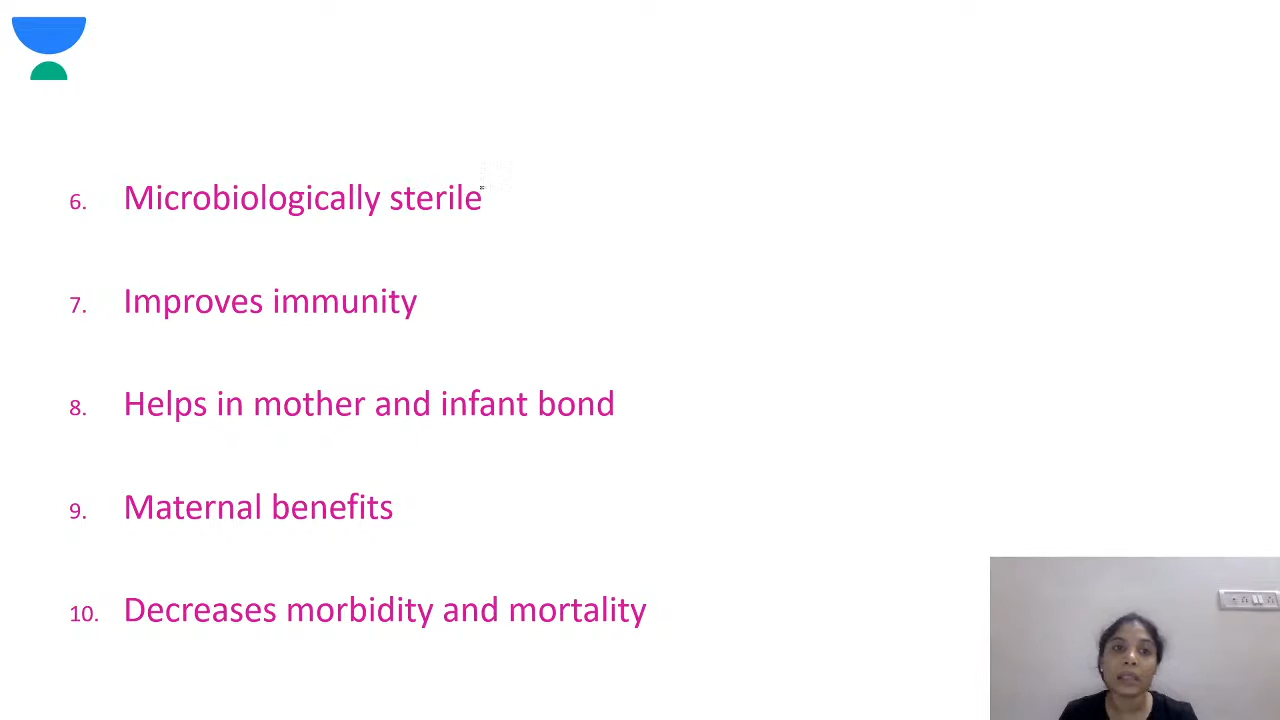 6. Microbiologically sterile
7. Improves immunity
8. Helps in mother and infant bond
9. Maternal benefits
10. Decreases morbidity and mortality